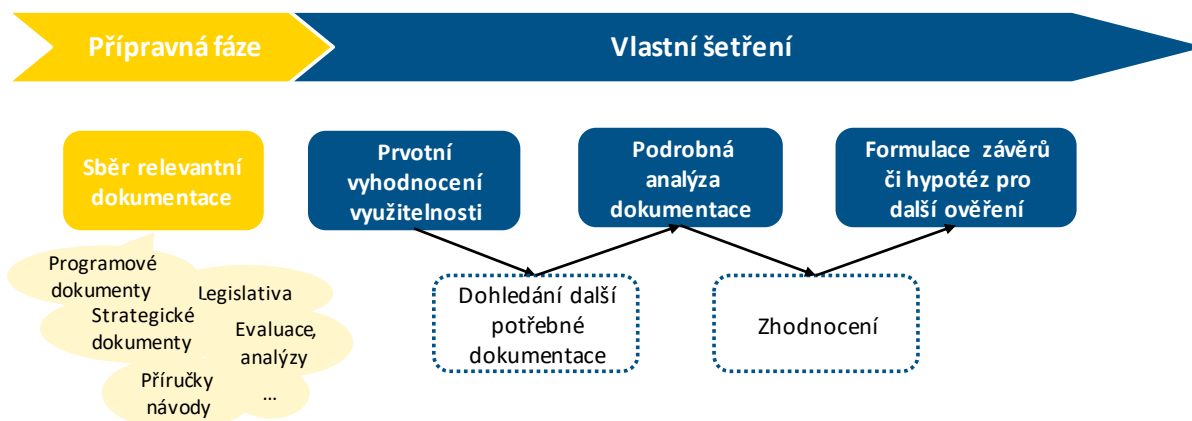 Přípravná fáze
Vlastní šetření
Sběr relevantní
dokumentace
Prvotní
vyhodnocení
využitelnosti
Podrobná
analýza
dokumentace
Formulace závěrů
či hypotéz pro
další ověření
Programové
dokumenty
Legislativa
Strategické
dokumenty
Evaluace,
analýzy
Příručky
návody
...
Dohledání další
potřebné
dokumentace
Zhodnocení